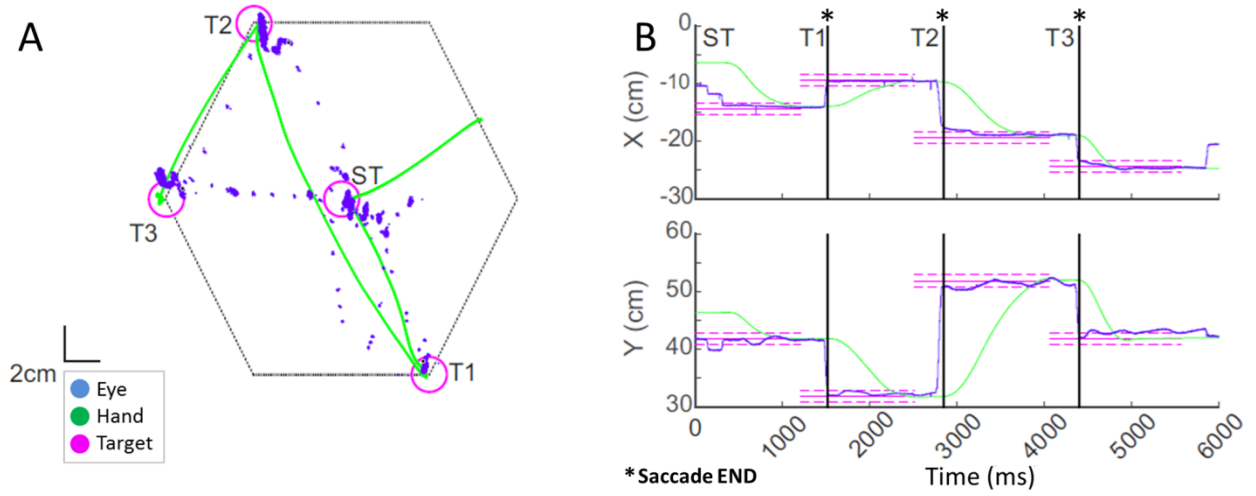 A
T2
ST
T3
T1
2cm
Eye
Hand
Target
B
* * *
ST T1 T2 T3
X (cm)
0
-10
-20
-30
Y (cm)
60
50
40
30
0 1000 2000 3000 4000 5000 6000
* Saccade END
Time (ms)